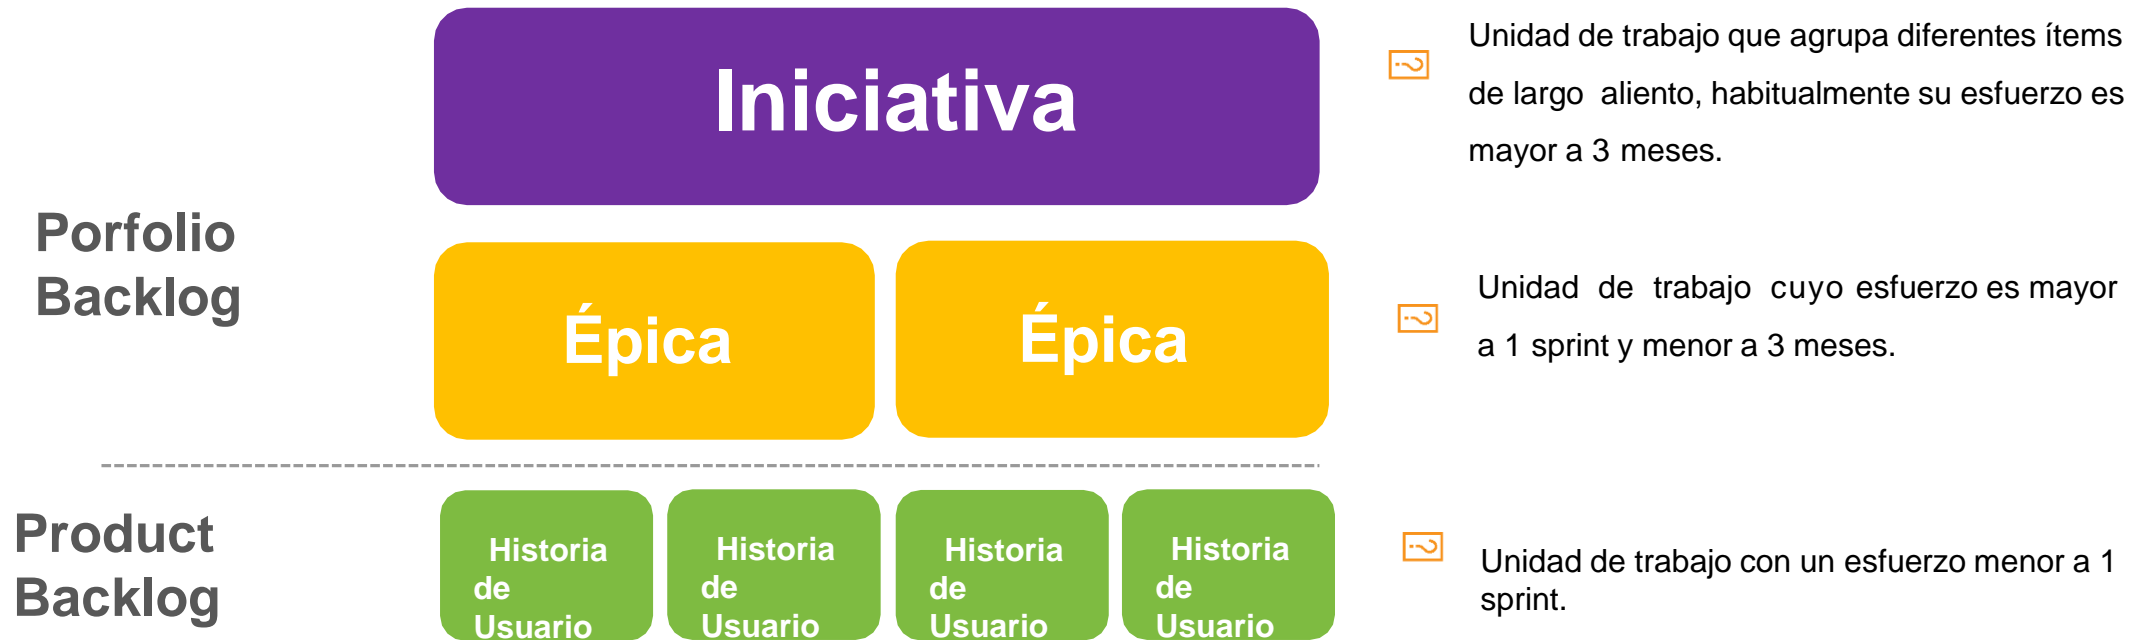 Iniciativa
Unidad de trabajo que agrupa diferentes ítems
de largo aliento, habitualmente su esfuerzo es
mayor a 3 meses.
Porfolio
Backlog
Épica
Épica
Unidad de trabajo cuyo esfuerzo es mayor
a 1 sprint y menor a 3 meses.
Product
Backlog
Historia
de
Usuario
Historia
de
Usuario
Historia
de
Usuario
Historia
de
Usuario
Unidad de trabajo con un esfuerzo menor a 1
sprint.